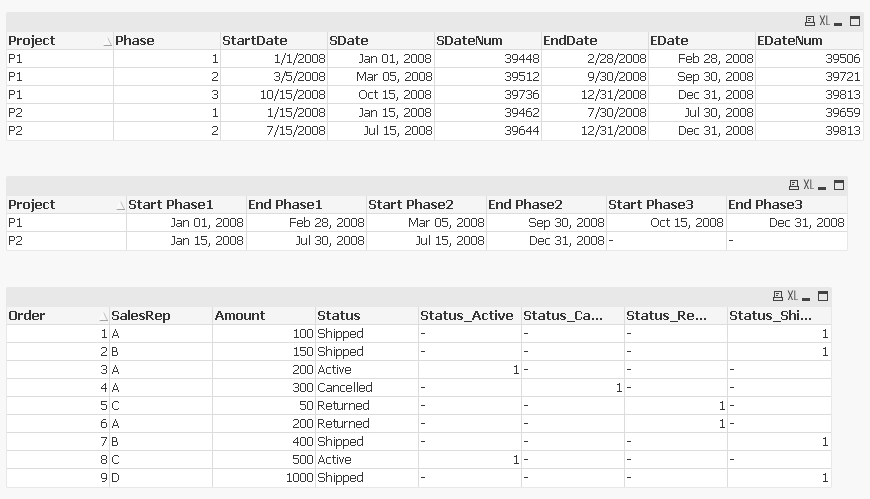 XL
Project Phase StartDate SDate SDateNum EndDate EDate EDateNum
P1 1 1/1/2008 Jan 01, 2008 39448 2/28/2008 Feb 28, 2008 39506
P1 2 3/5/2008 Mar 05, 2008 39512 9/30/2008 Sep 30, 2008 39721
P1 3 10/15/2008 Oct 15, 2008 39736 12/31/2008 Dec 31, 2008 39813
P2 1 1/15/2008 Jan 15, 2008 39462 7/30/2008 Jul 30, 2008 39659
P2 2 7/15/2008 Jul 15, 2008 39644 12/31/2008 Dec 31, 2008 39813
XL
Project Start Phase1 End Phase1 Start Phase2 End Phase2 Start Phase3 End Phase3
P1 Jan 01, 2008 Feb 28, 2008 Mar 05, 2008 Sep 30, 2008 Oct 15, 2008 Dec 31, 2008
P2 Jan 15, 2008 Jul 30, 2008 Jul 15, 2008 Dec 31, 2008 - -
XL
Order SalesRep Amount Status Status_Active Status_Ca... Status_Re... Status_Shi...
1 A 100 Shipped - - - 1
2 B 150 Shipped - - - 1
3 A 200 Active 1 - - -
4 A 300 Cancelled - 1 - -
5 C 50 Returned - - 1 -
6 A 200 Returned - - 1 -
7 B 400 Shipped - - - 1
8 C 500 Active 1 - - -
9 D 1000 Shipped - - - 1